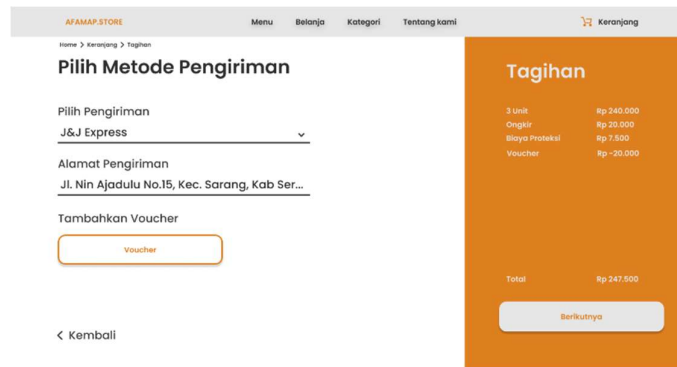 AFAMAP.STORE Menu Belanja Kategori Tentang kami Keranjang
Home > Keranjang > Tagihan
Pilih Metode Pengiriman
Pilih Pengiriman
J&J Express
Alamat Pengiriman
Jl. Nin Ajadulu No.15, Kec. Sarang, Kab Ser...
Tambahkan Voucher
Voucher
< Kembali
Tagihan
3 Unit Rp 240.000
Ongkir Rp 20.000
Biaya Proteksi Rp 7.500
Voucher Rp -20.000
Total Rp 247.500
Berikutnya